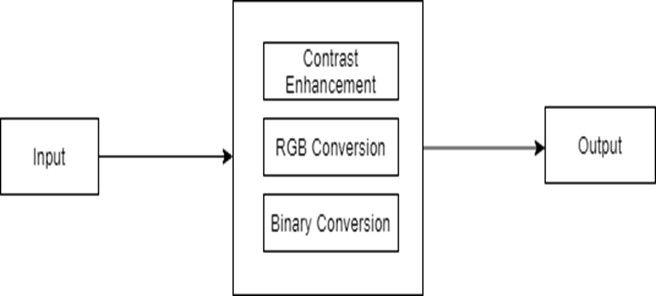 Input
Contrast
Enhancement
RGB Conversion
Binary Conversion
Output